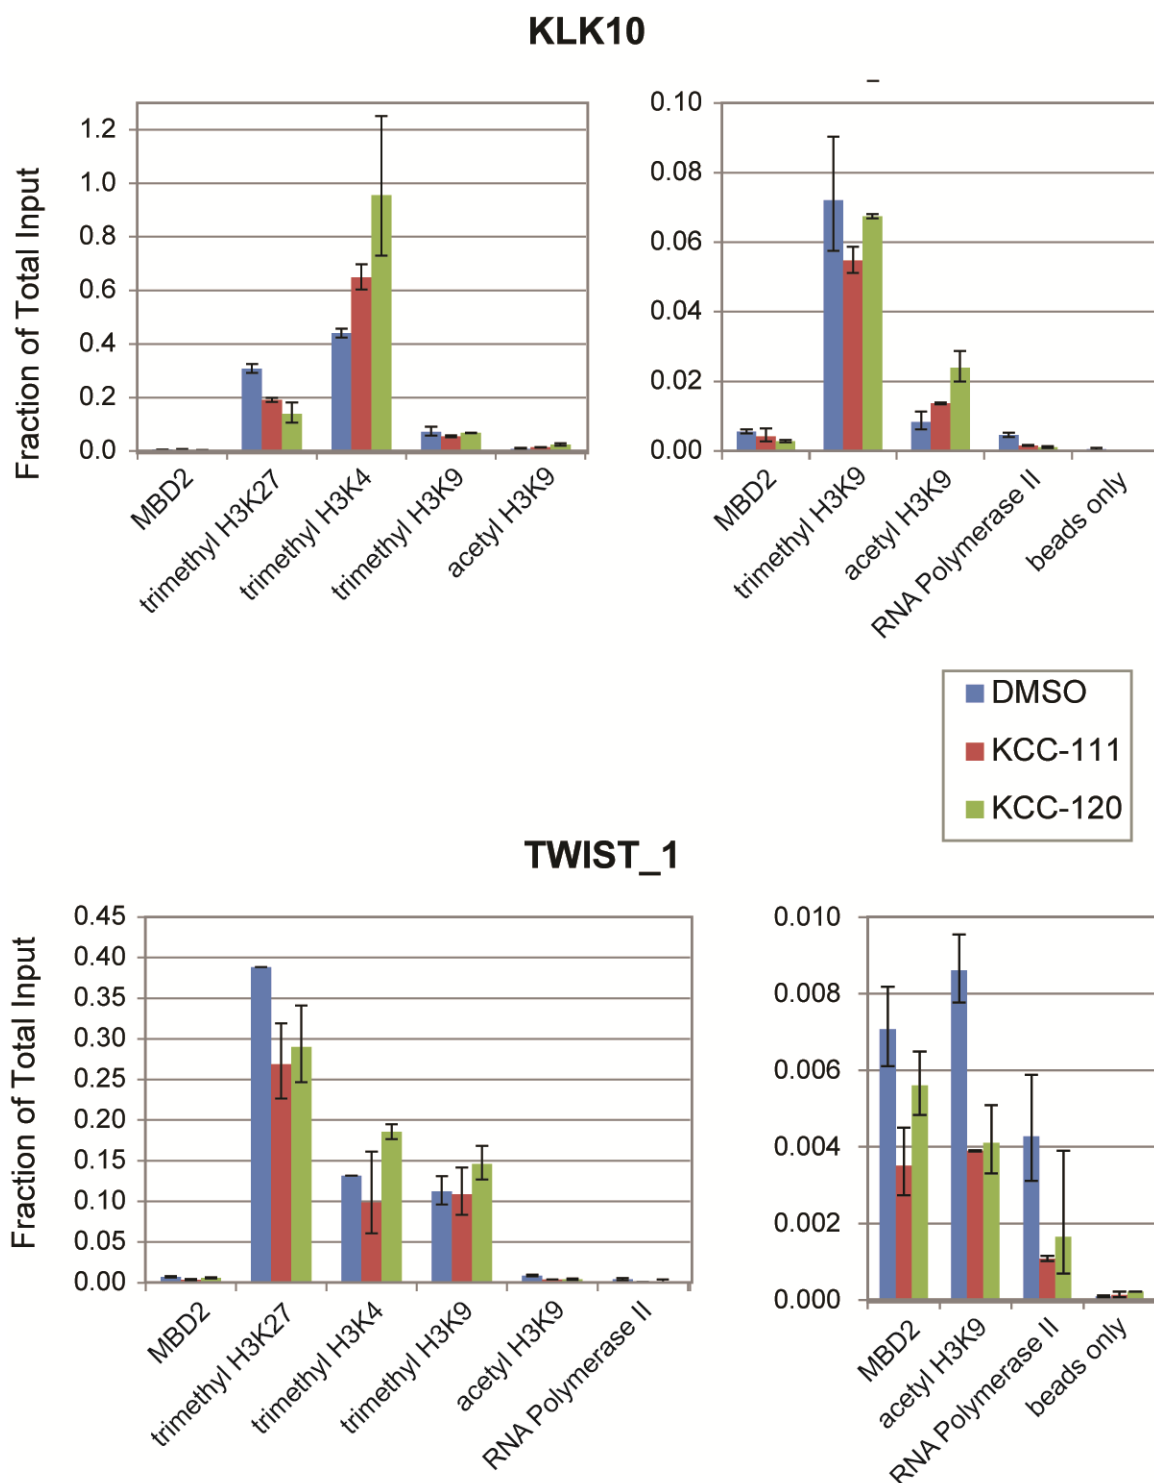 KLK10
Fraction of Total Input
1.2
1.0
0.8
0.6
0.4
0.2
0.0
MBD2
trimethyl H3K27
trimethyl H3K4
trimethyl H3K9
acetyl H3K9
0.10
0.08
0.06
0.04
0.02
0.00
MBD2
trimethyl H3K9
acetyl H3K9
RNA Polymerase II
beads only
DMSO
KCC-111
KCC-120
TWIST_1
Fraction of Total Input
0.45
0.40
0.35
0.30
0.25
0.20
0.15
0.10
0.05
0.00
MBD2
trimethyl H3K27
trimethyl H3K4
trimethyl H3K9
acetyl H3K9
RNA Polymerase II
0.010
0.008
0.006
0.004
0.002
0.000
MBD2
acetyl H3K9
RNA Polymerase II
beads only